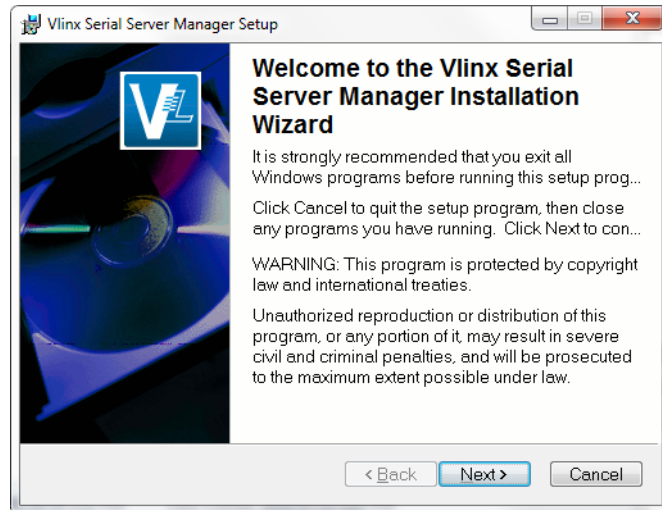 Vlinx Serial Server Manager Setup
Welcome to the Vlinx Serial
Server Manager Installation
Wizard
It is strongly recommended that you exit all
Windows programs before running this setup prog...
Click Cancel to quit the setup program, then close
any programs you have running. Click Next to con...
WARNING: This program is protected by copyright
law and international treaties.
Unauthorized reproduction or distribution of this
program, or any portion of it, may result in severe
civil and criminal penalties, and will be prosecuted
to the maximum extent possible under law.
< Back Next > Cancel